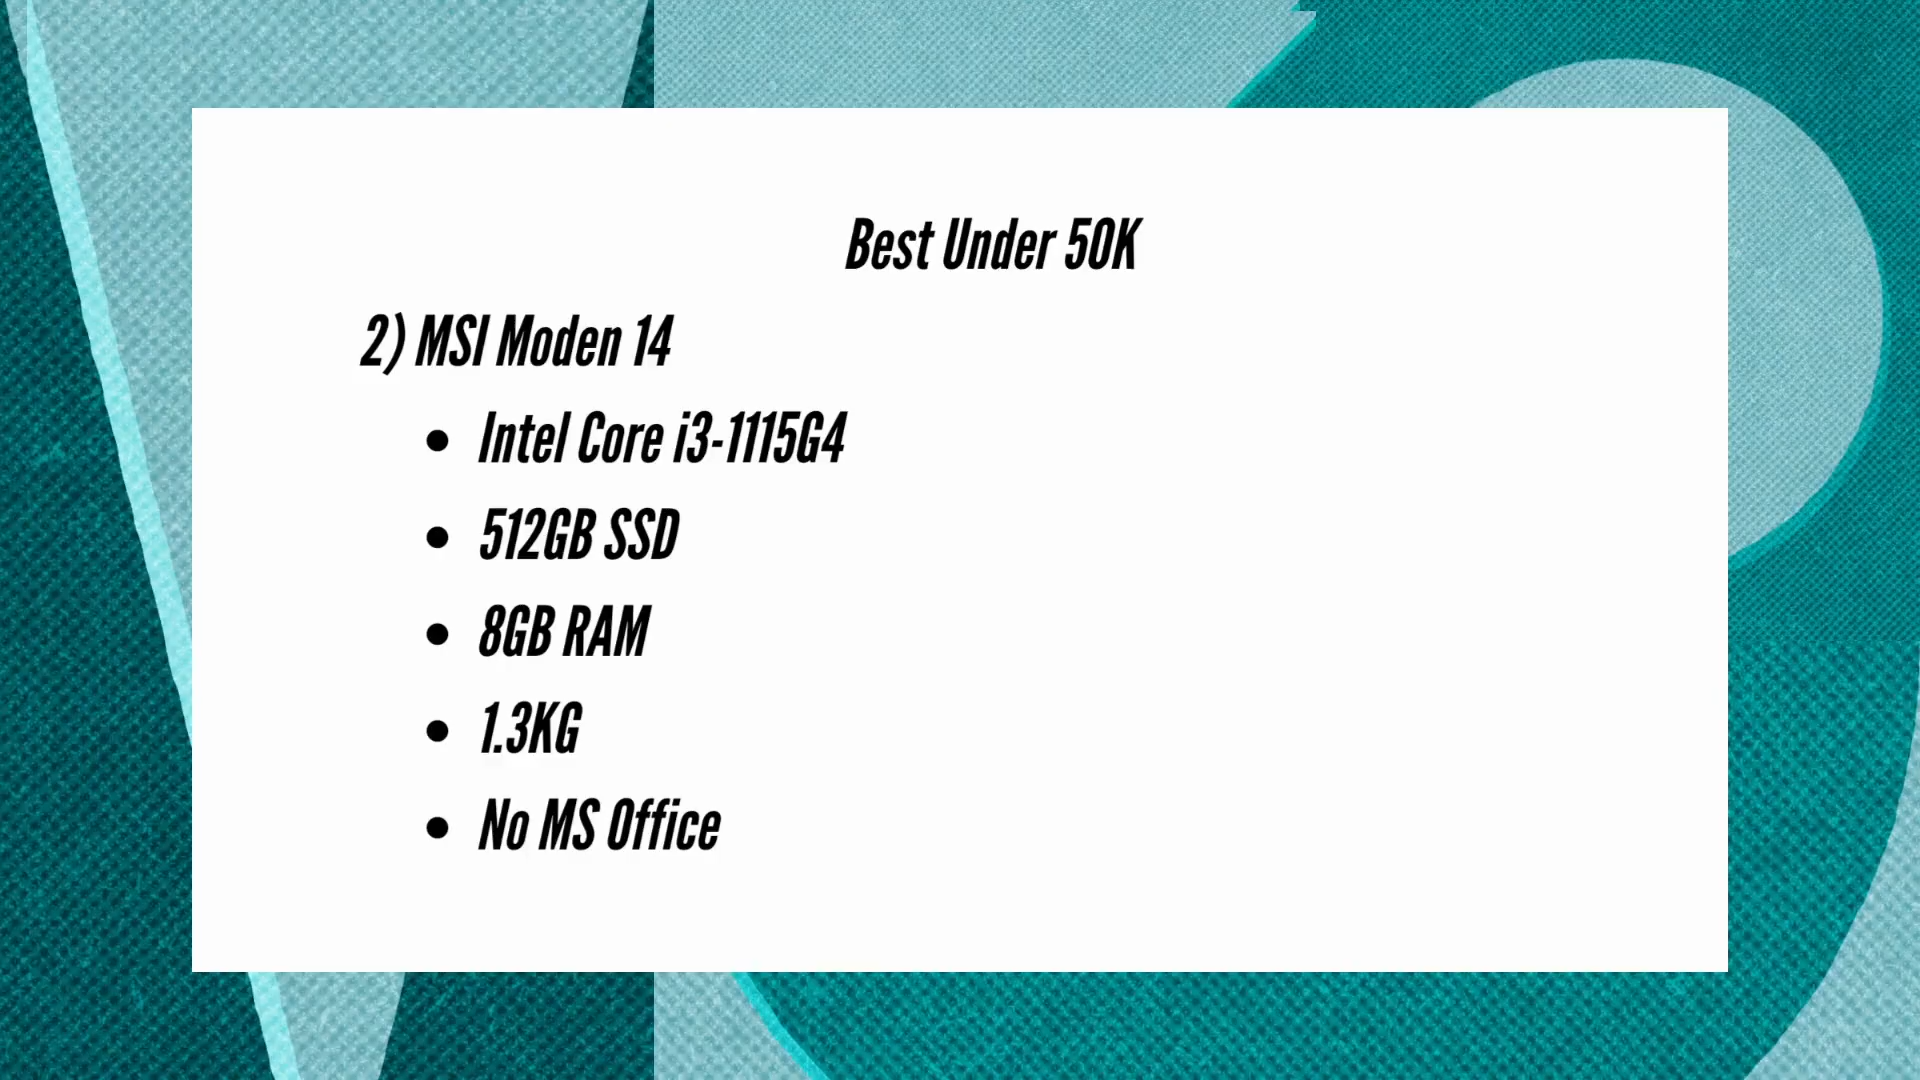 Best Under 50K
2) MSI Moden 14
• Intel Core i3-1115G4
• 512GB SSD
• 8GB RAM
• 1.3KG
• No MS Office